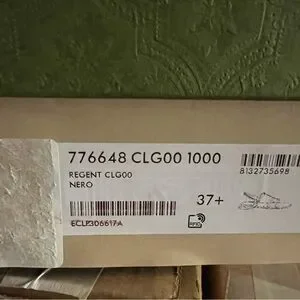 776648 CLG00 1000
8132735698
REGENT CLG00
NERO
37+
ECLP306617A